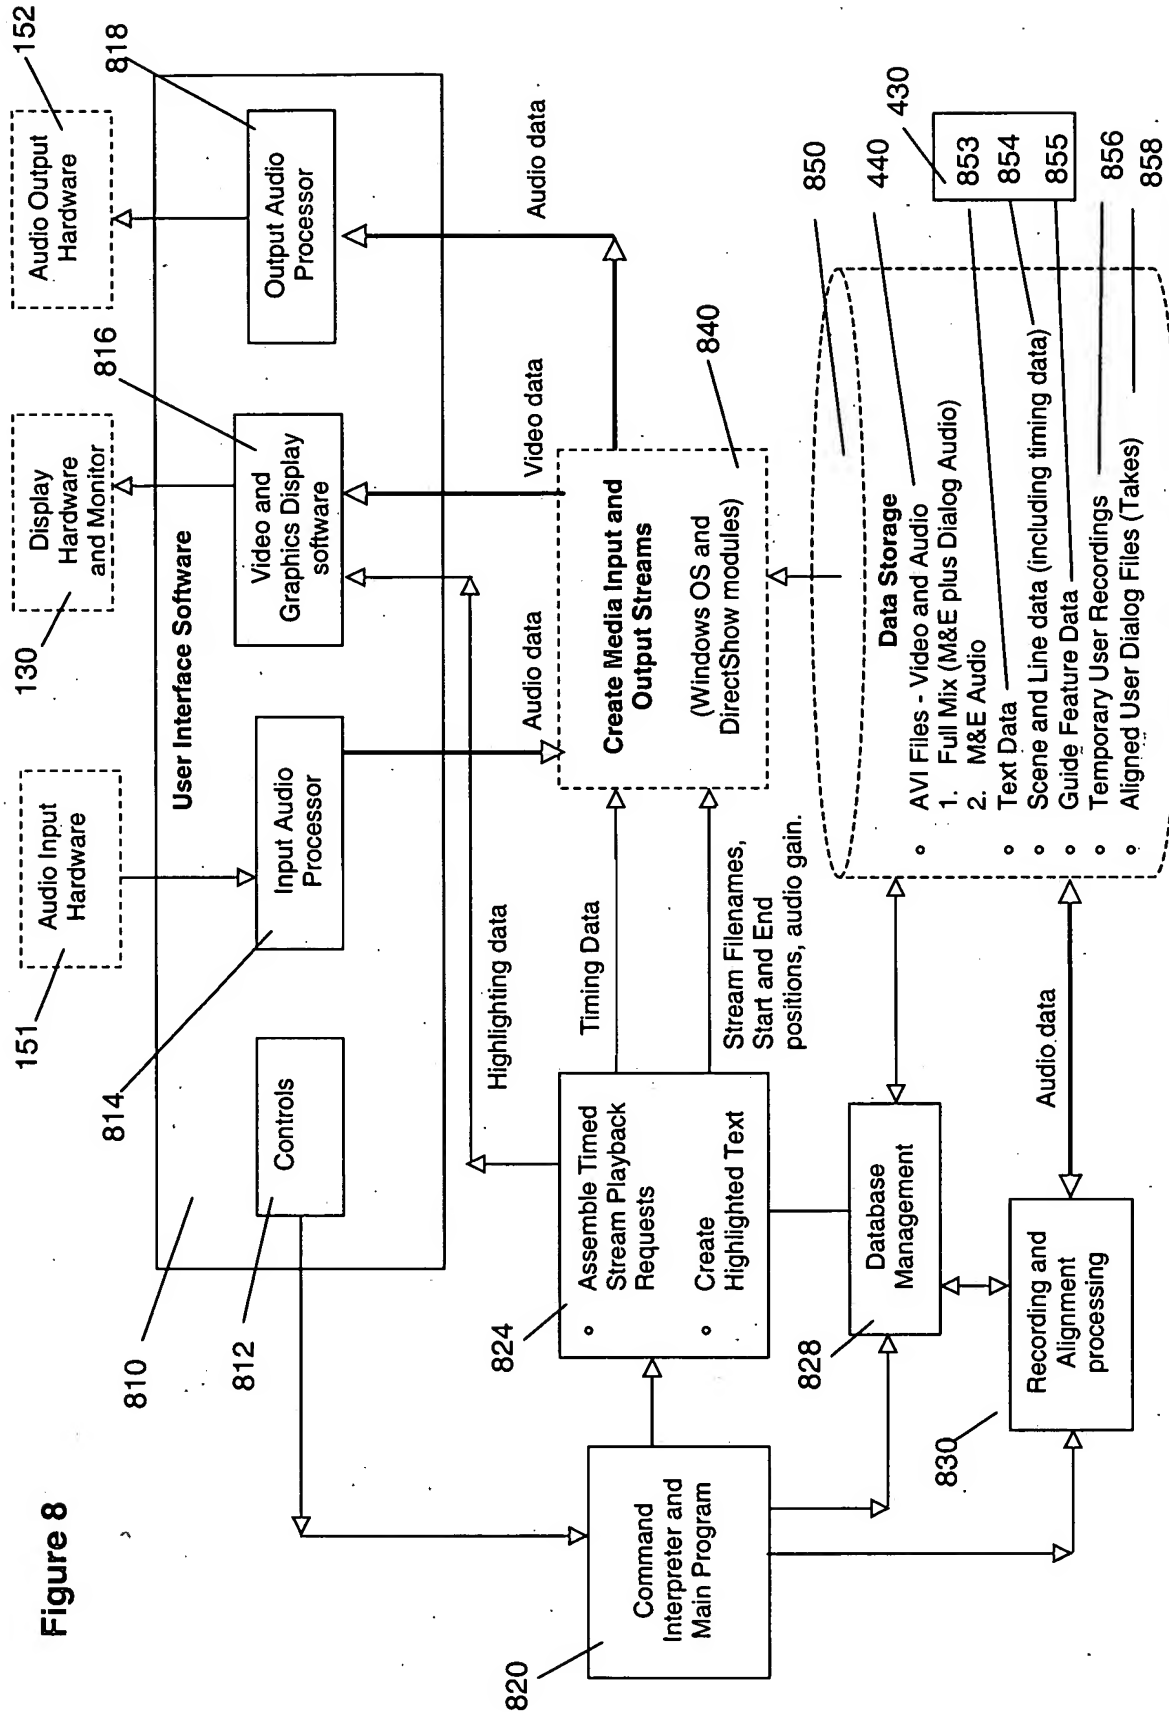 Figure 8
151
Audio Input
Hardware
130
Display
Hardware
and Monitor
Audio Output
Hardware
152
810
User Interface Software
812
Controls
814
Input Audio
Processor
816
Video and
Graphics Display
software
818
Output Audio
Processor
Highlighting data
Audio data
Video data
Audio data
820
Command
Interpreter and
Main Program
824
Assemble Timed
Stream Playback
Requests
Create
Highlighted Text
Timing Data
Stream Filenames,
Start and End
positions, audio gain.
Create Media Input and
Output Streams
(Windows OS and
DirectShow modules)
840
828
Database
Management
830
Recording and
Alignment
processing
Audio data
850
Data Storage
AVI Files - Video and Audio
1. Full Mix (M&E plus Dialog Audio)
2. M&E Audio
Text Data
Scene and Line data (including timing data)
Guide Feature Data
Temporary User Recordings
Aligned User Dialog Files (Takes)
440
430
853
854
855
856
858